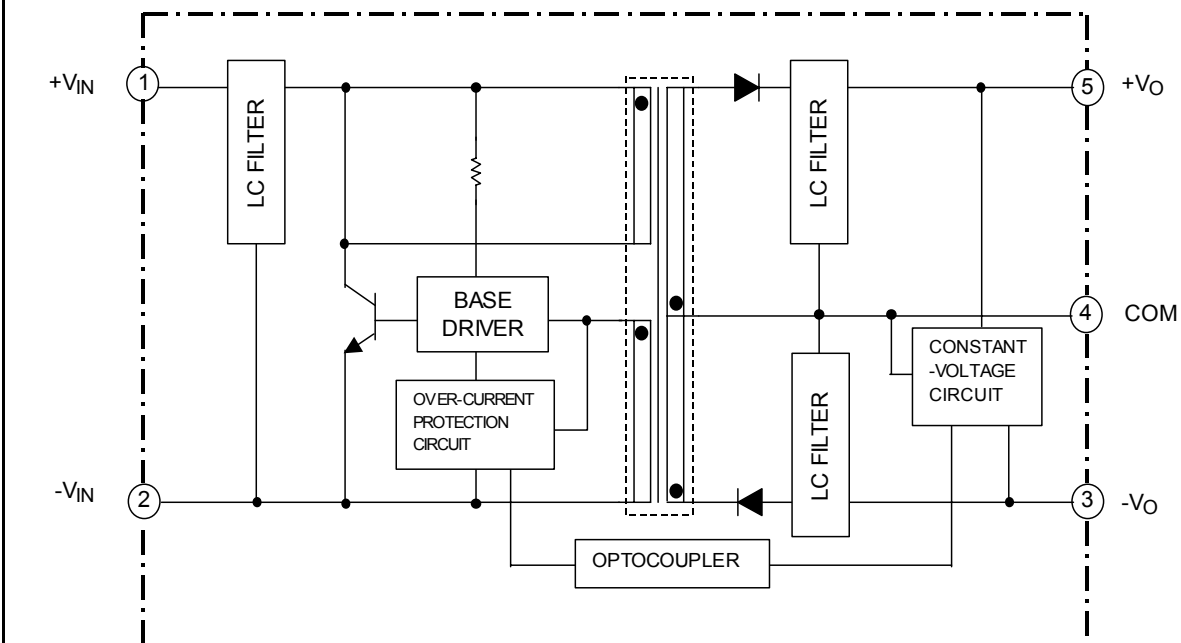 +VIN
1
LC FILTER
LC FILTER
5
+VO
BASE
DRIVER
4
COM
OVER-CURRENT
PROTECTION
CIRCUIT
CONSTANT
-VOLTAGE
CIRCUIT
LC FILTER
-VIN
2
3
-VO
OPTOCOUPLER